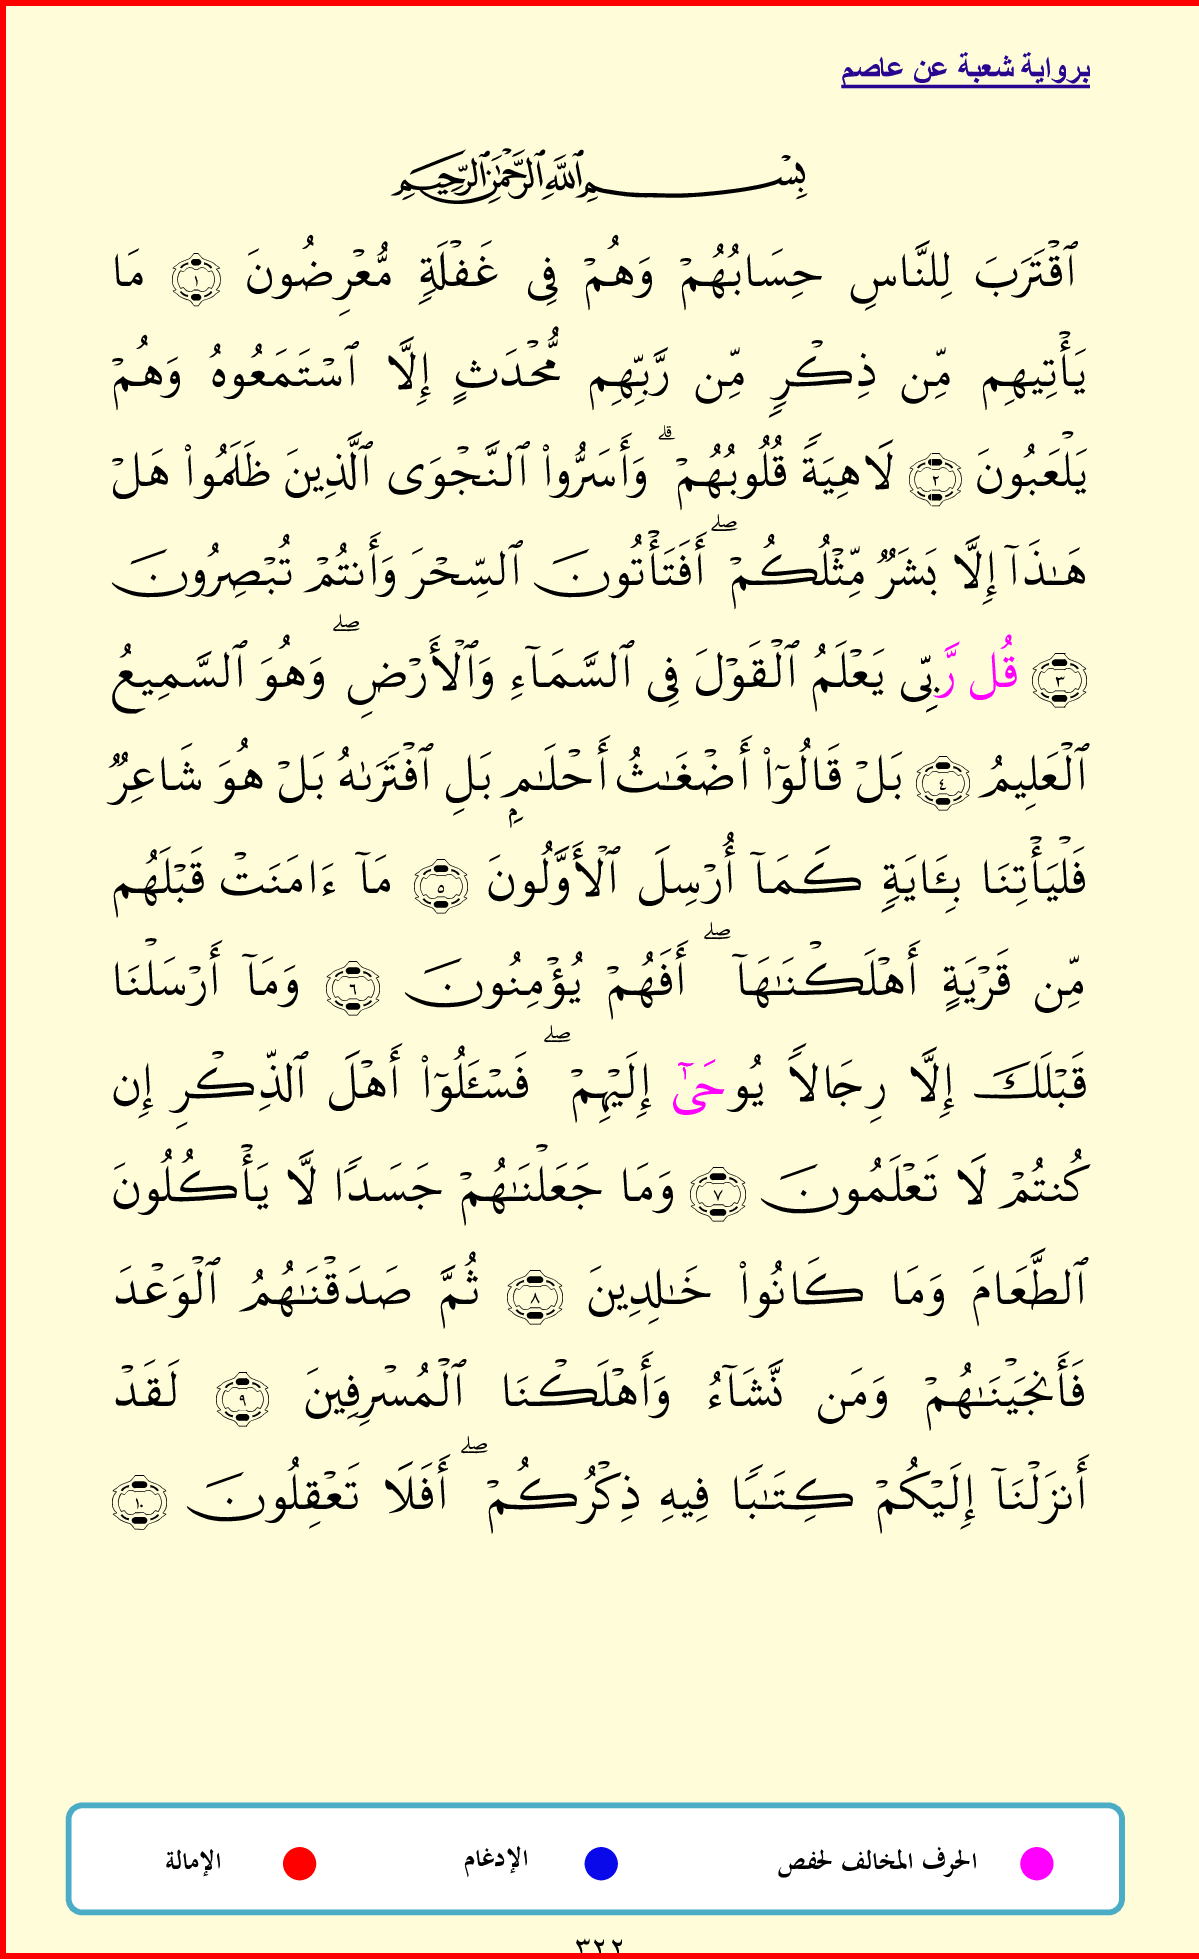 برواية شعبة عن عاصم
بِسْمِ ٱللَّهِ ٱلرَّحْمَٰنِ ٱلرَّحِيمِ
ٱقْتَرَبَ لِلنَّاسِ حِسَابُهُمْ وَهُمْ فِى غَفْلَةٍ مُّعْرِضُونَ ١ مَا
يَأْتِيهِم مِّن ذِكْرٍ مِّن رَّبِّهِم مُّحْدَثٍ إِلَّا ٱسْتَمَعُوهُ وَهُمْ
يَلْعَبُونَ ٢ لَاهِيَةً قُلُوبُهُمْ ۗ وَأَسَرُّوا۟ ٱلنَّجْوَى ٱلَّذِينَ ظَلَمُوا۟ هَلْ
هَـٰذَآ إِلَّا بَشَرٌ مِّثْلُكُمْ ۖ أَفَتَأْتُونَ ٱلسِّحْرَ وَأَنتُمْ تُبْصِرُونَ
٣ قُل رَّبِّى يَعْلَمُ ٱلْقَوْلَ فِى ٱلسَّمَآءِ وَٱلْأَرْضِ ۖ وَهُوَ ٱلسَّمِيعُ
ٱلْعَلِيمُ ٤ بَلْ قَالُوٓا۟ أَضْغَـٰثُ أَحْلَـٰمٍۭ بَلِ ٱفْتَرَىٰهُ بَلْ هُوَ شَاعِرٌ
فَلْيَأْتِنَا بِـَٔايَةٍ كَمَآ أُرْسِلَ ٱلْأَوَّلُونَ ٥ مَآ ءَامَنَتْ قَبْلَهُم
مِّن قَرْيَةٍ أَهْلَكْنَـٰهَآ ۖ أَفَهُمْ يُؤْمِنُونَ ٦ وَمَآ أَرْسَلْنَا
قَبْلَكَ إِلَّا رِجَالًا يُوحَىٰٓ إِلَيْهِمْ ۖ فَسْـَٔلُوٓا۟ أَهْلَ ٱلذِّكْرِ إِن
كُنتُمْ لَا تَعْلَمُونَ ٧ وَمَا جَعَلْنَـٰهُمْ جَسَدًا لَّا يَأْكُلُونَ
ٱلطَّعَامَ وَمَا كَانُوا۟ خَـٰلِدِينَ ٨ ثُمَّ صَدَقْنَـٰهُمُ ٱلْوَعْدَ
فَأَنجَيْنَـٰهُمْ وَمَن نَّشَآءُ وَأَهْلَكْنَا ٱلْمُسْرِفِينَ ٩ لَقَدْ
أَنزَلْنَآ إِلَيْكُمْ كِتَـٰبًا فِيهِ ذِكْرُكُمْ ۖ أَفَلَا تَعْقِلُونَ ١٠
الحرف المخالف لحفص الإدغام الإمالة
٣٢٢